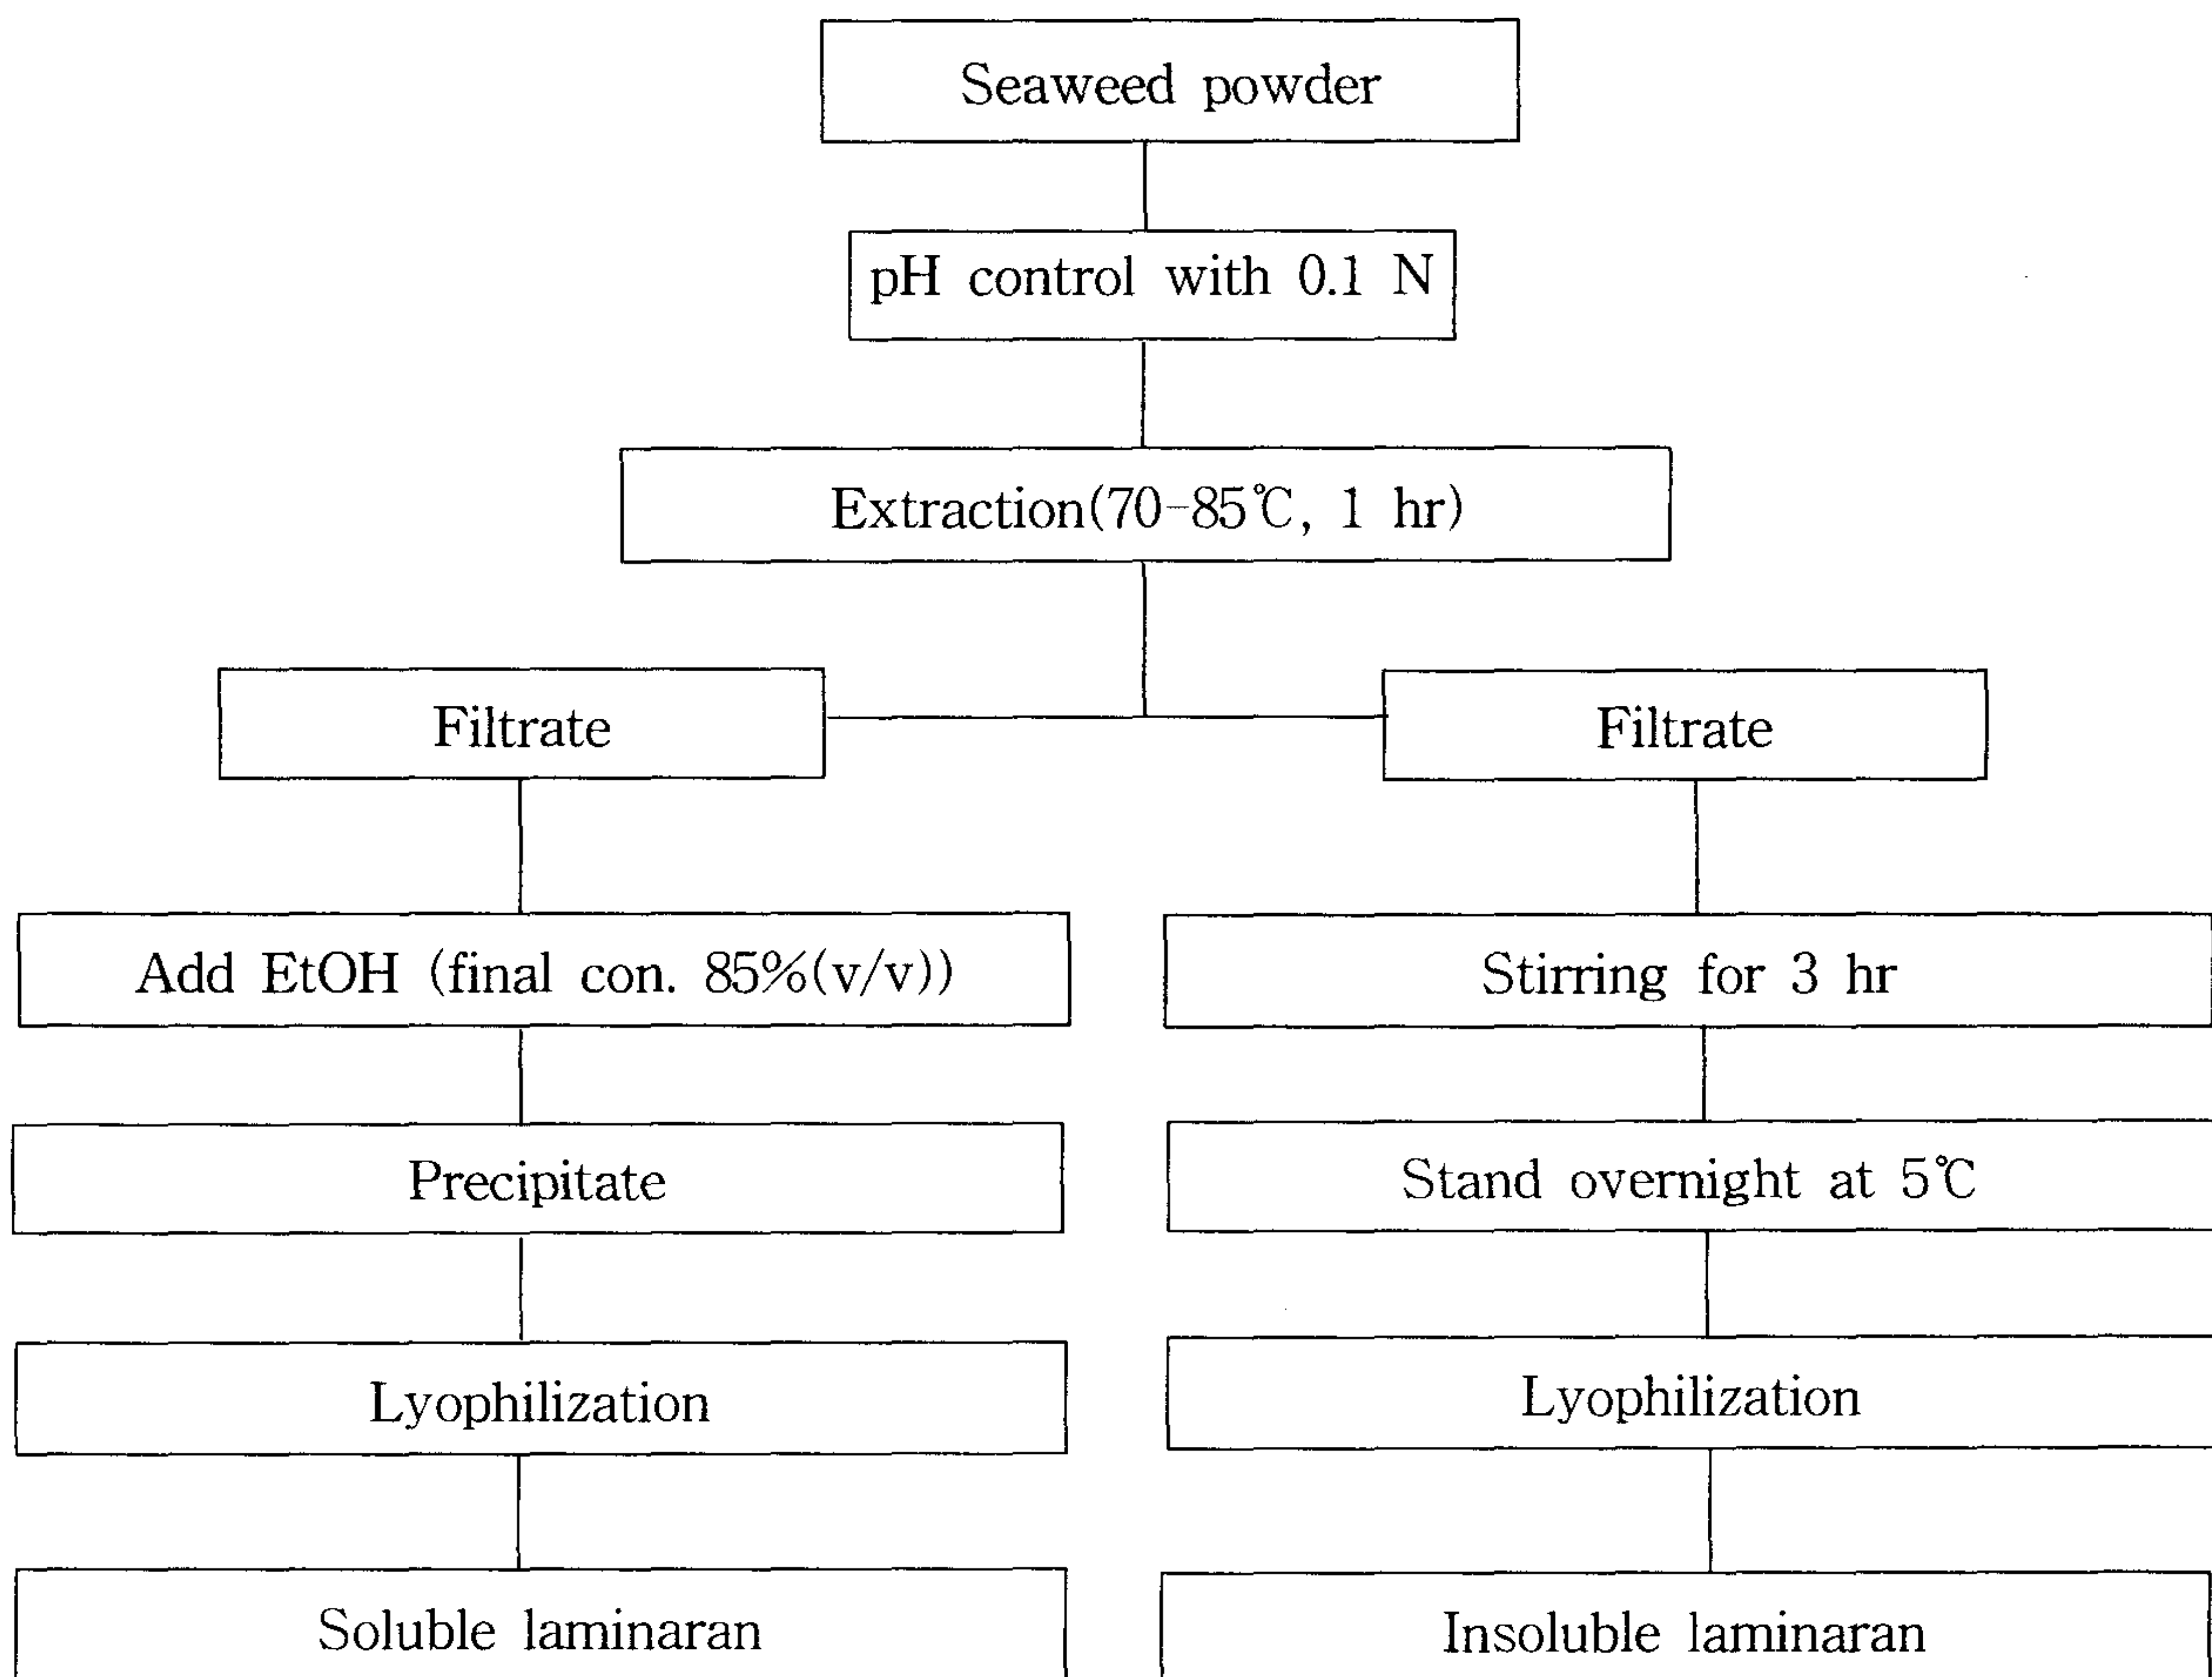 Seaweed powder
pH control with 0.1 N
Extraction(70-85℃, 1 hr)
Filtrate
Filtrate
Add EtOH (final con. 85%(v/v))
Stirring for 3 hr
Precipitate
Stand overnight at 5℃
Lyophilization
Lyophilization
Soluble laminaran
Insoluble laminaran